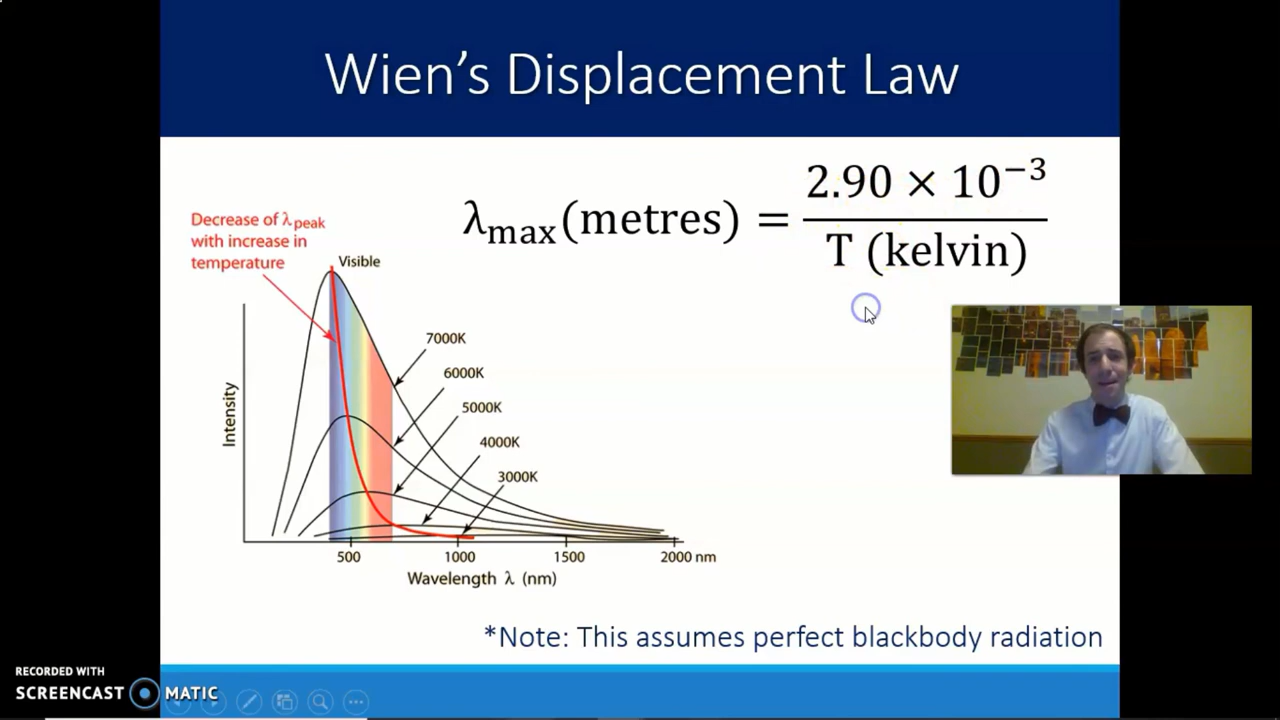 Wien's Displacement Law
λmax(metres) = 2.90 × 10⁻³ / T (kelvin)
Decrease of λpeak
with increase in
temperature
Visible
7000K
6000K
5000K
4000K
3000K
Intensity
500 1000 1500 2000 nm
Wavelength λ (nm)
*Note: This assumes perfect blackbody radiation
RECORDED WITH
SCREENCAST MATIC